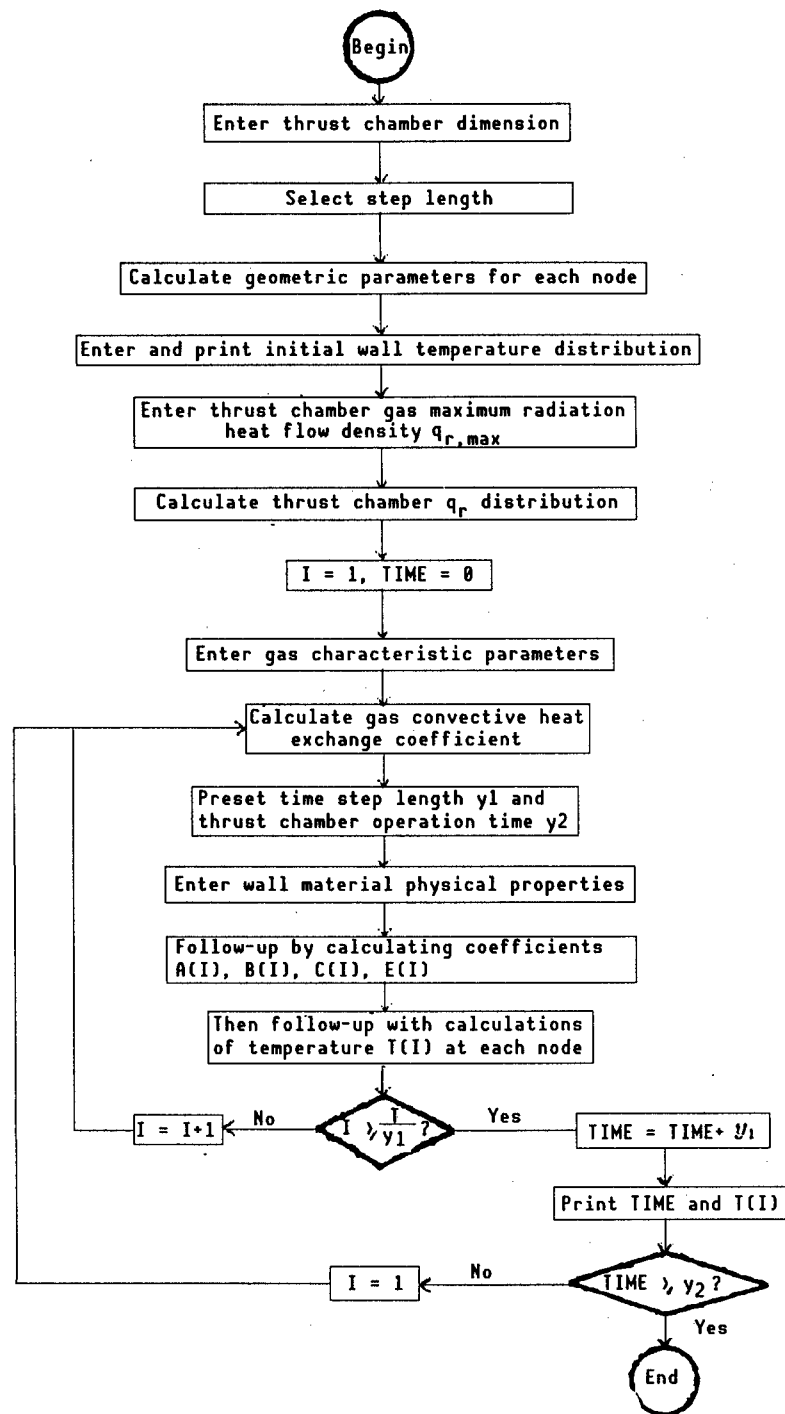 Begin
Enter thrust chamber dimension
Select step length
Calculate geometric parameters for each node
Enter and print initial wall temperature distribution
Enter thrust chamber gas maximum radiation
heat flow density q_r,max
Calculate thrust chamber q_r distribution
I = 1, TIME = 0
Enter gas characteristic parameters
Calculate gas convective heat
exchange coefficient
Preset time step length y1 and
thrust chamber operation time y2
Enter wall material physical properties
Follow-up by calculating coefficients
A(I), B(I), C(I), E(I)
Then follow-up with calculations
of temperature T(I) at each node
I = I+1
No
I ⩾ T/y1 ?
Yes
TIME = TIME+ y₁
Print TIME and T(I)
I = 1
No
TIME ⩾ y₂ ?
Yes
End